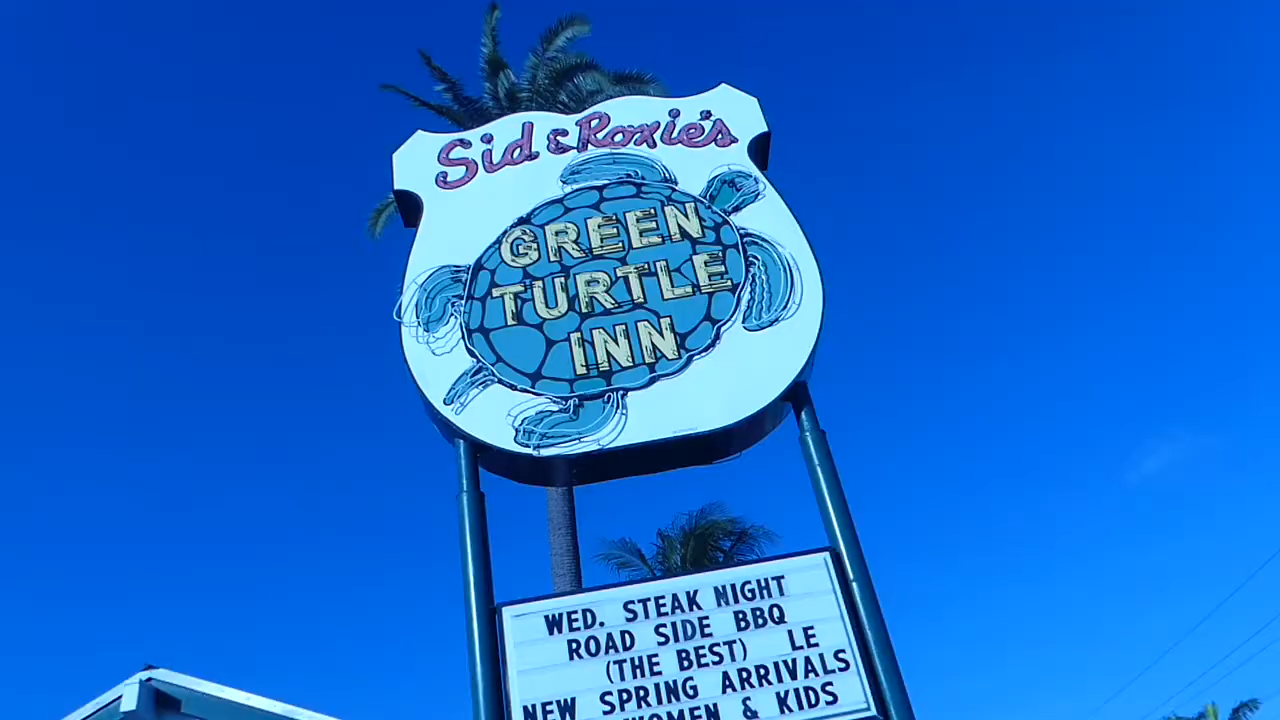 Sid & Roxie's
GREEN
TURTLE
INN
WED. STEAK NIGHT
ROAD SIDE BBQ
(THE BEST) LE
NEW SPRING ARRIVALS
WOMEN & KIDS